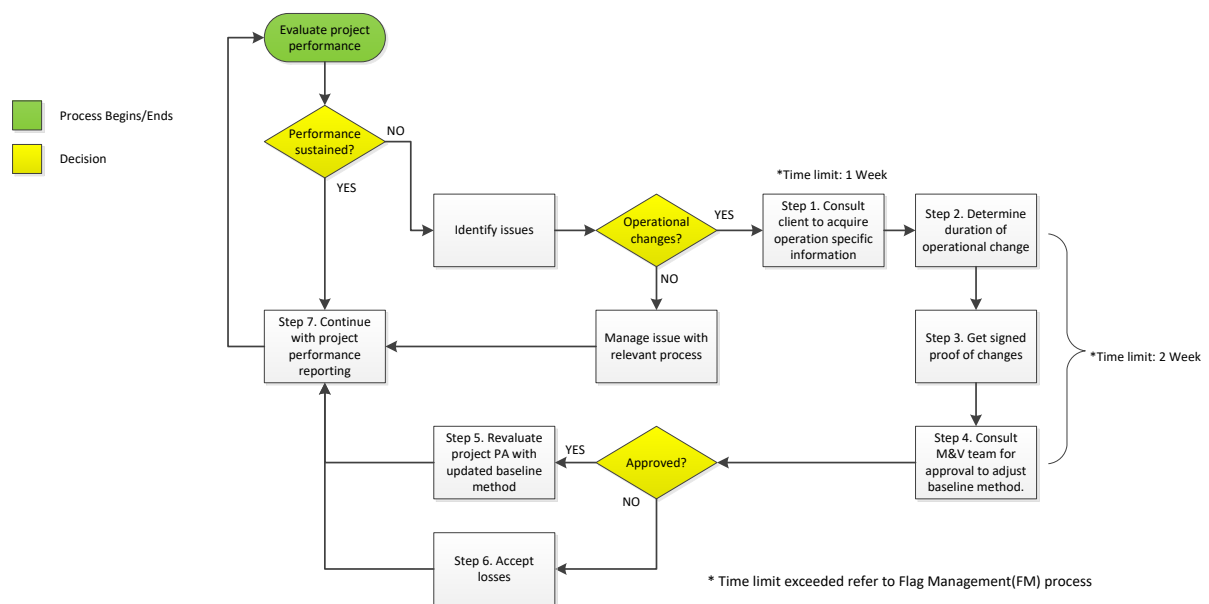 Evaluate project
performance
Process Begins/Ends
Decision
Performance
sustained?
NO
YES
*Time limit: 1 Week
Identify issues
Operational
changes?
YES
NO
Step 1. Consult
client to acquire
operation specific
information
Step 2. Determine
duration of
operational change
Step 7. Continue
with project
performance
reporting
Manage issue with
relevant process
Step 3. Get signed
proof of changes
*Time limit: 2 Week
Step 5. Revaluate
project PA with
updated baseline
method
YES
Approved?
NO
Step 4. Consult
M&V team for
approval to adjust
baseline method.
Step 6. Accept
losses
* Time limit exceeded refer to Flag Management(FM) process